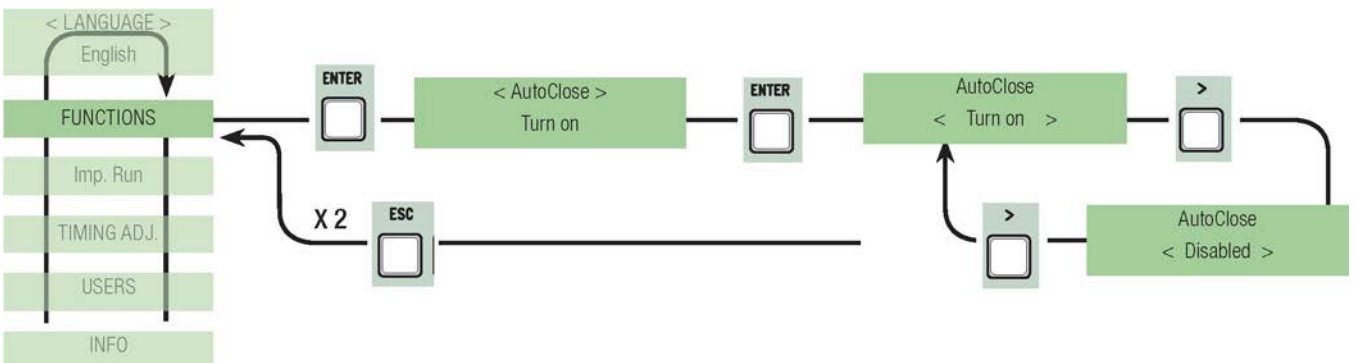 < LANGUAGE >
English
FUNCTIONS
Imp. Run
TIMING ADJ.
USERS
INFO
ENTER
< AutoClose >
Turn on
ENTER
AutoClose
< Turn on >
>
AutoClose
< Disabled >
>
X 2
ESC